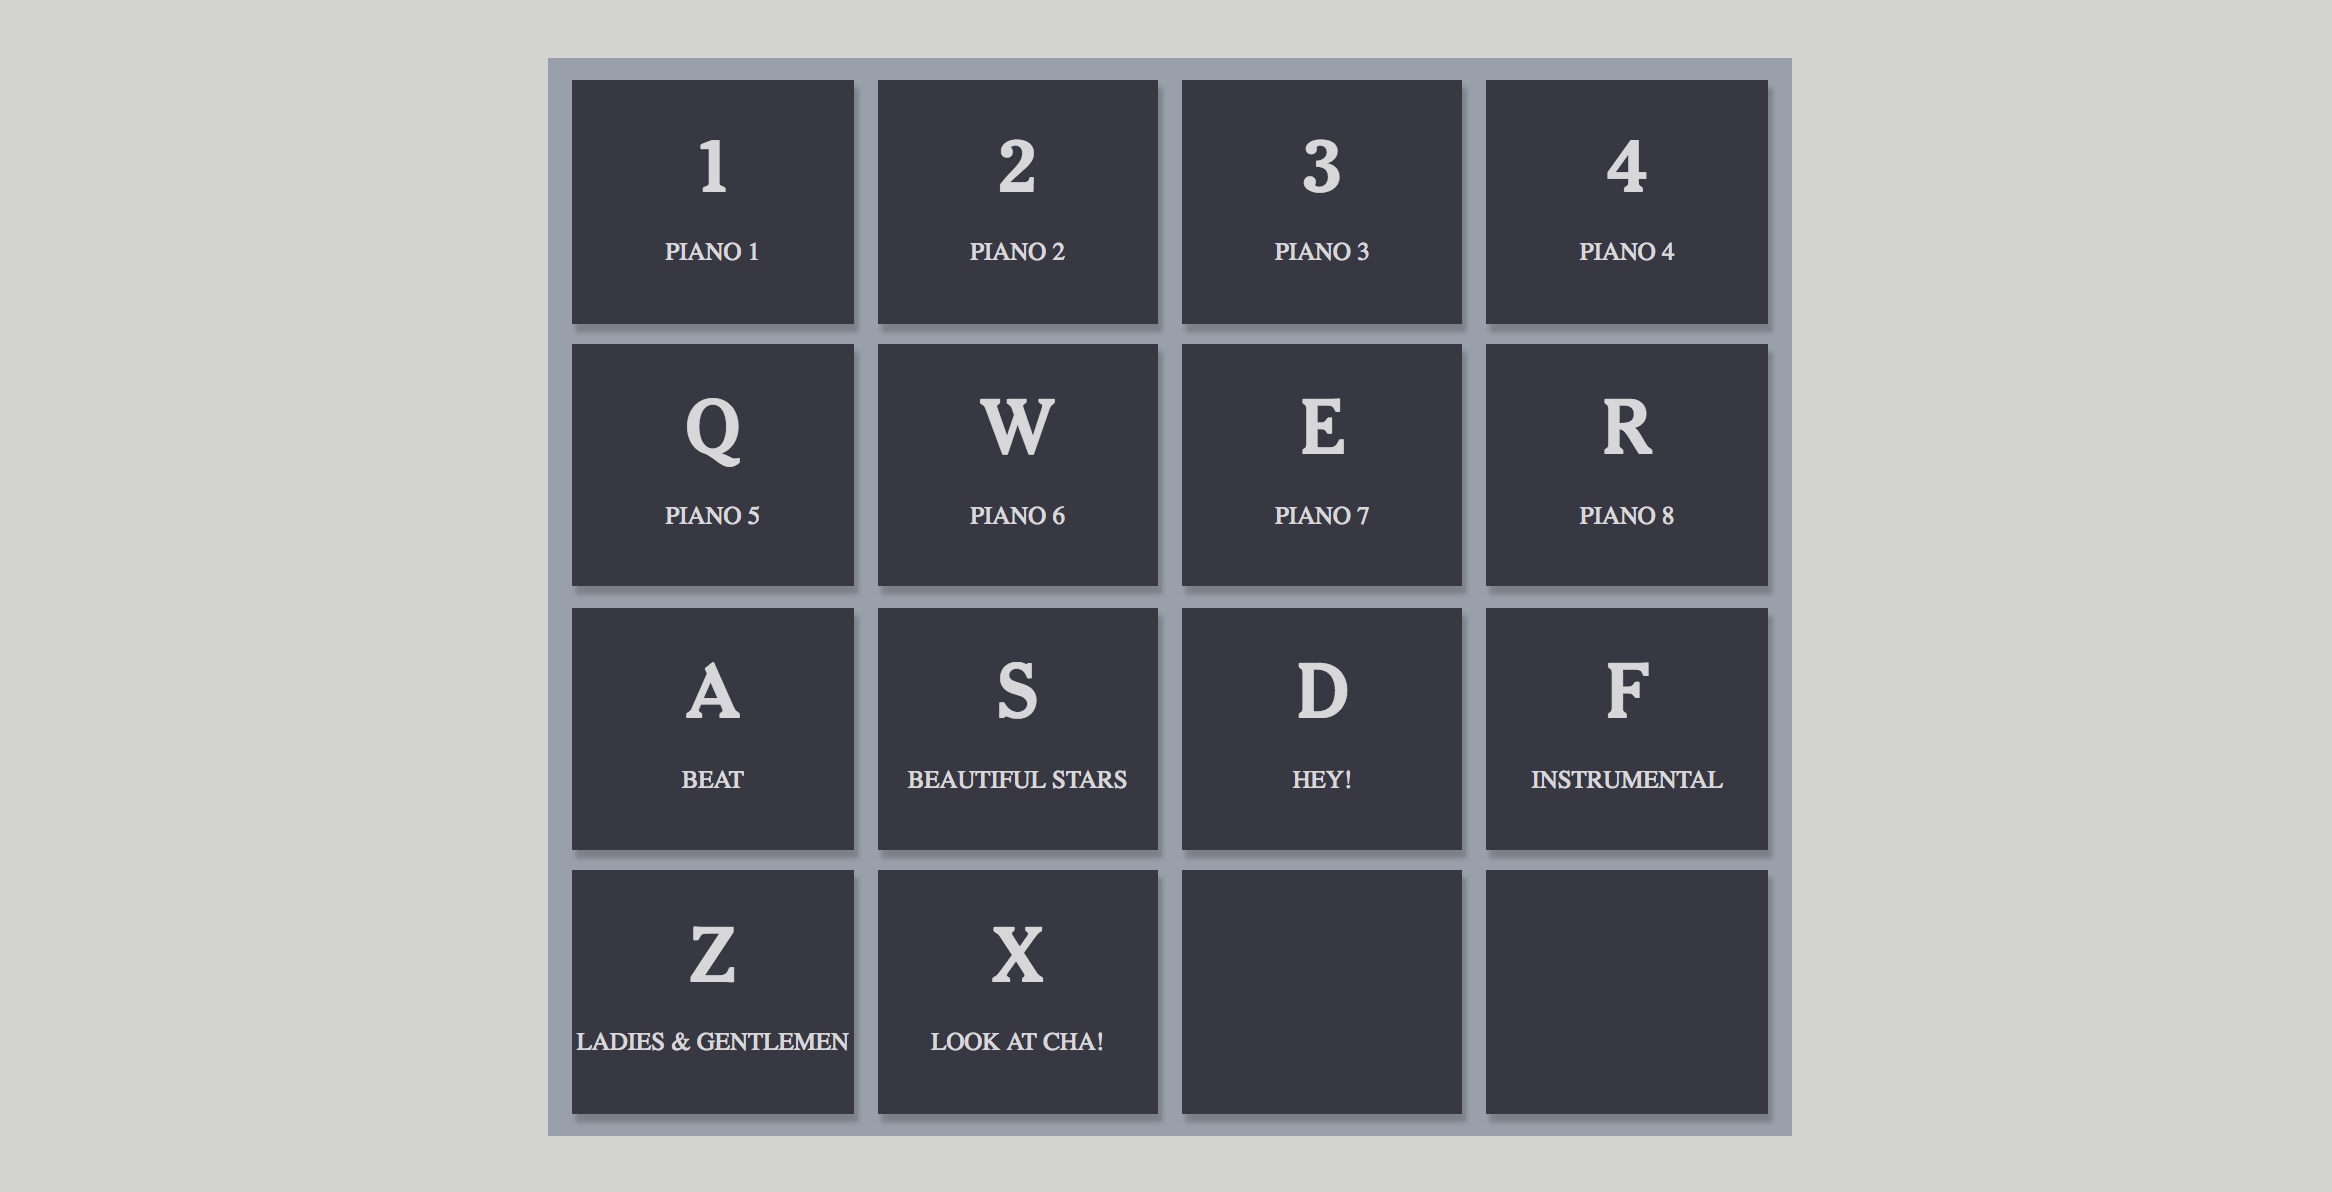 1
2
3
4
PIANO 1
PIANO 2
PIANO 3
PIANO 4
Q
W
E
R
PIANO 5
PIANO 6
PIANO 7
PIANO 8
A
S
D
F
BEAT
BEAUTIFUL STARS
HEY!
INSTRUMENTAL
Z
X
LADIES & GENTLEMEN
LOOK AT CHA!